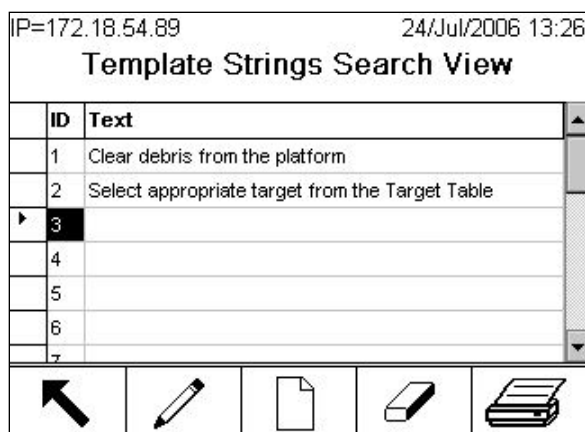 IP=172.18.54.89 24/Jul/2006 13:26
Template Strings Search View
ID Text
1 Clear debris from the platform
2 Select appropriate target from the Target Table
3
4
5
6
7